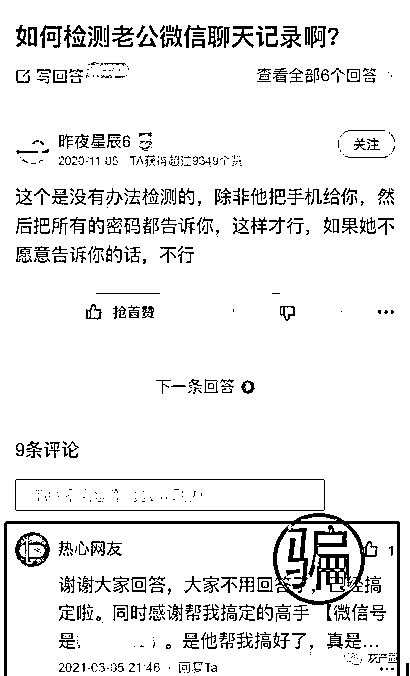 如何检测老公微信聊天记录啊?
写回答
查看全部6个回答
昨夜星辰6
关注
2020-11-06 TA获得超过9349个赞
这个是没有办法检测的，除非他把手机给你，然
后把所有的密码都告诉你，这样才行，如果她不
愿意告诉你的话，不行
抢首赞
下一条回答
9条评论
热心网友
骗
1
谢谢大家回答，大家不用回答了，已经搞
定啦。同时感谢帮我搞定的高手【微信号
是 。是他帮我搞好了，真是...
2021-03-05 21:46 · 回复Ta